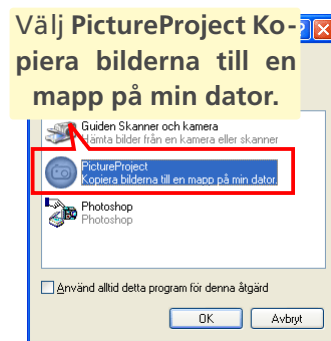 Välj PictureProject Ko-
piera bilderna till en
mapp på min dator.
Guiden Skanner och kamera
Hämta bilder från en kamera eller skanner
PictureProject
Kopiera bilderna till en mapp på min dator.
Photoshop
Photoshop
Använd alltid detta program för denna åtgärd
OK Avbryt